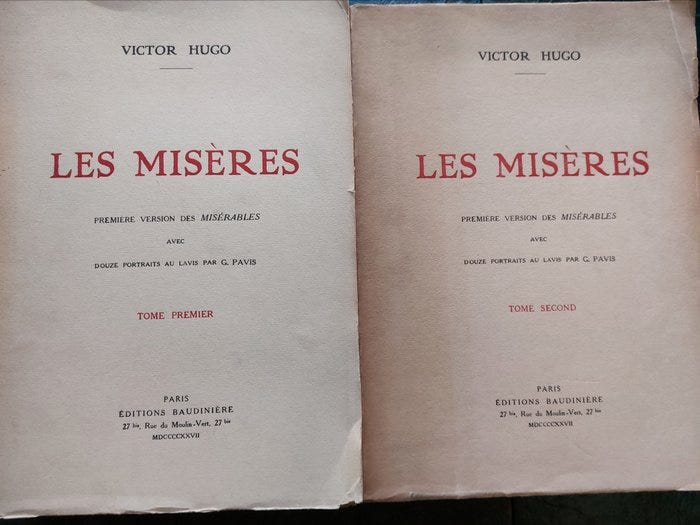 VICTOR HUGO
LES MISÈRES
PREMIÈRE VERSION DES MISÉRABLES
AVEC
DOUZE PORTRAITS AU LAVIS PAR G. PAVIS
TOME PREMIER
PARIS
ÉDITIONS BAUDINIÈRE
27 bis, Rue du Moulin-Vert, 27 bis
MDCCCCXXVII
VICTOR HUGO
LES MISÈRES
PREMIÈRE VERSION DES MISÉRABLES
AVEC
DOUZE PORTRAITS AU LAVIS PAR G. PAVIS
TOME SECOND
PARIS
ÉDITIONS BAUDINIÈRE
27 bis, Rue du Moulin-Vert, 27 bis
MDCCCCXXVII